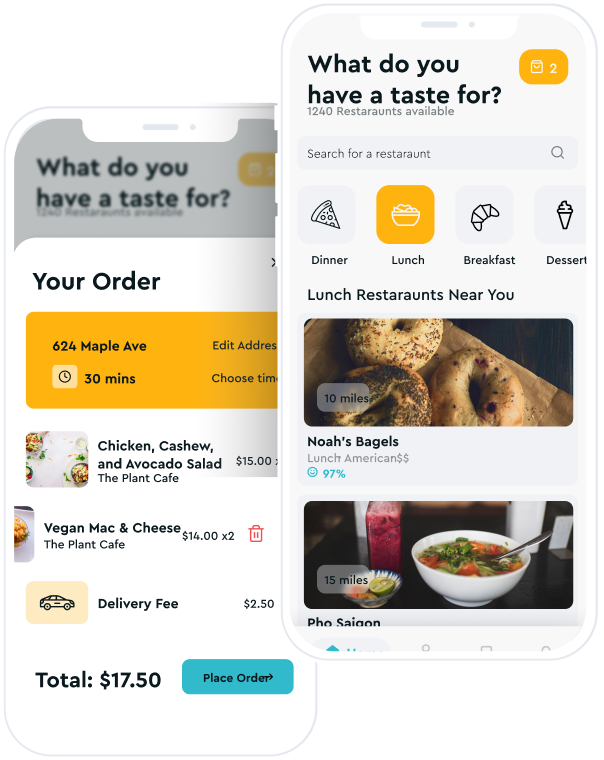 What do you
have a taste for?
1240 Restaraunts available
Your Order
624 Maple Ave
Edit Addres
30 mins
Choose time
Chicken, Cashew,
and Avocado Salad
$15.00
The Plant Cafe
Vegan Mac & Cheese
$14.00 x2
The Plant Cafe
Delivery Fee
$2.50
Total: $17.50
Place Order
What do you
have a taste for?
2
1240 Restaraunts available
Search for a restaraunt
Dinner
Lunch
Breakfast
Dessert
Lunch Restaraunts Near You
10 miles
Noah's Bagels
Lunch American$$
97%
15 miles
Pho Saigon
Home